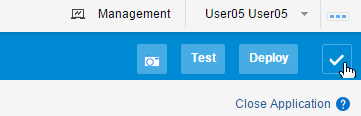 Management User05 User05
Test Deploy
Close Application ?